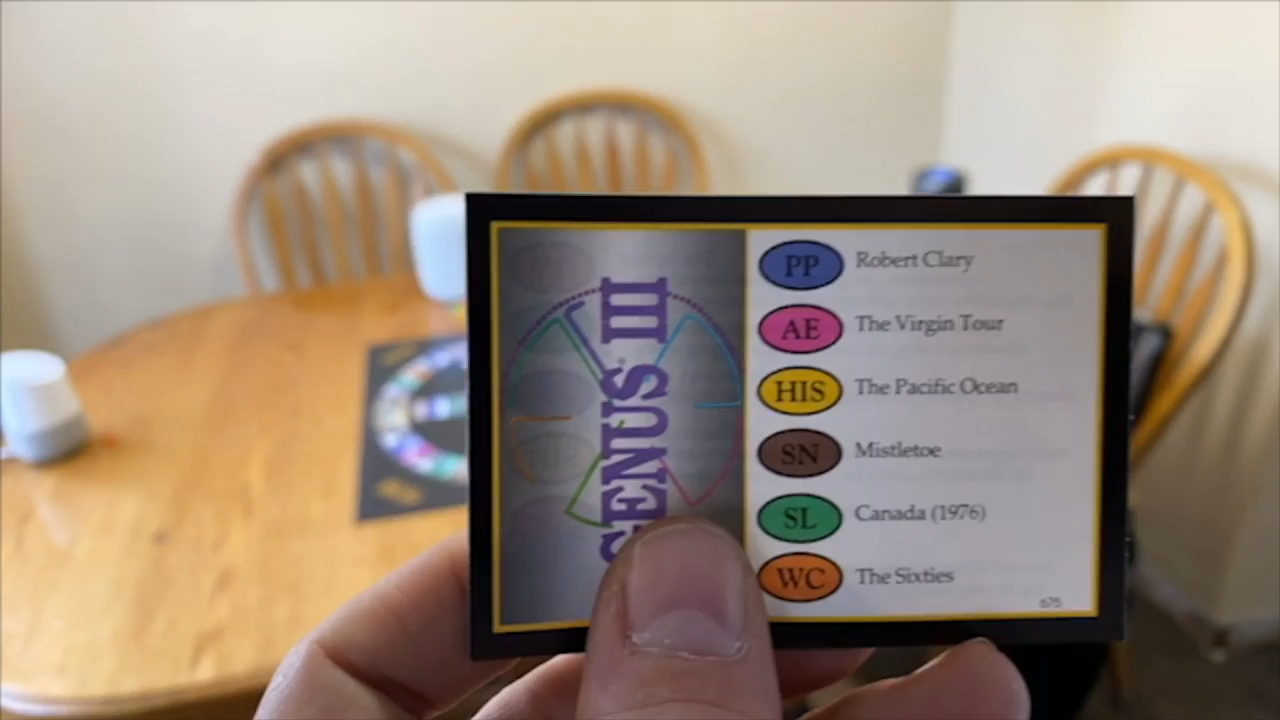 GENUS III
PP Robert Clary
AE The Virgin Tour
HIS The Pacific Ocean
SN Mistletoe
SL Canada (1976)
WC The Sixties
675